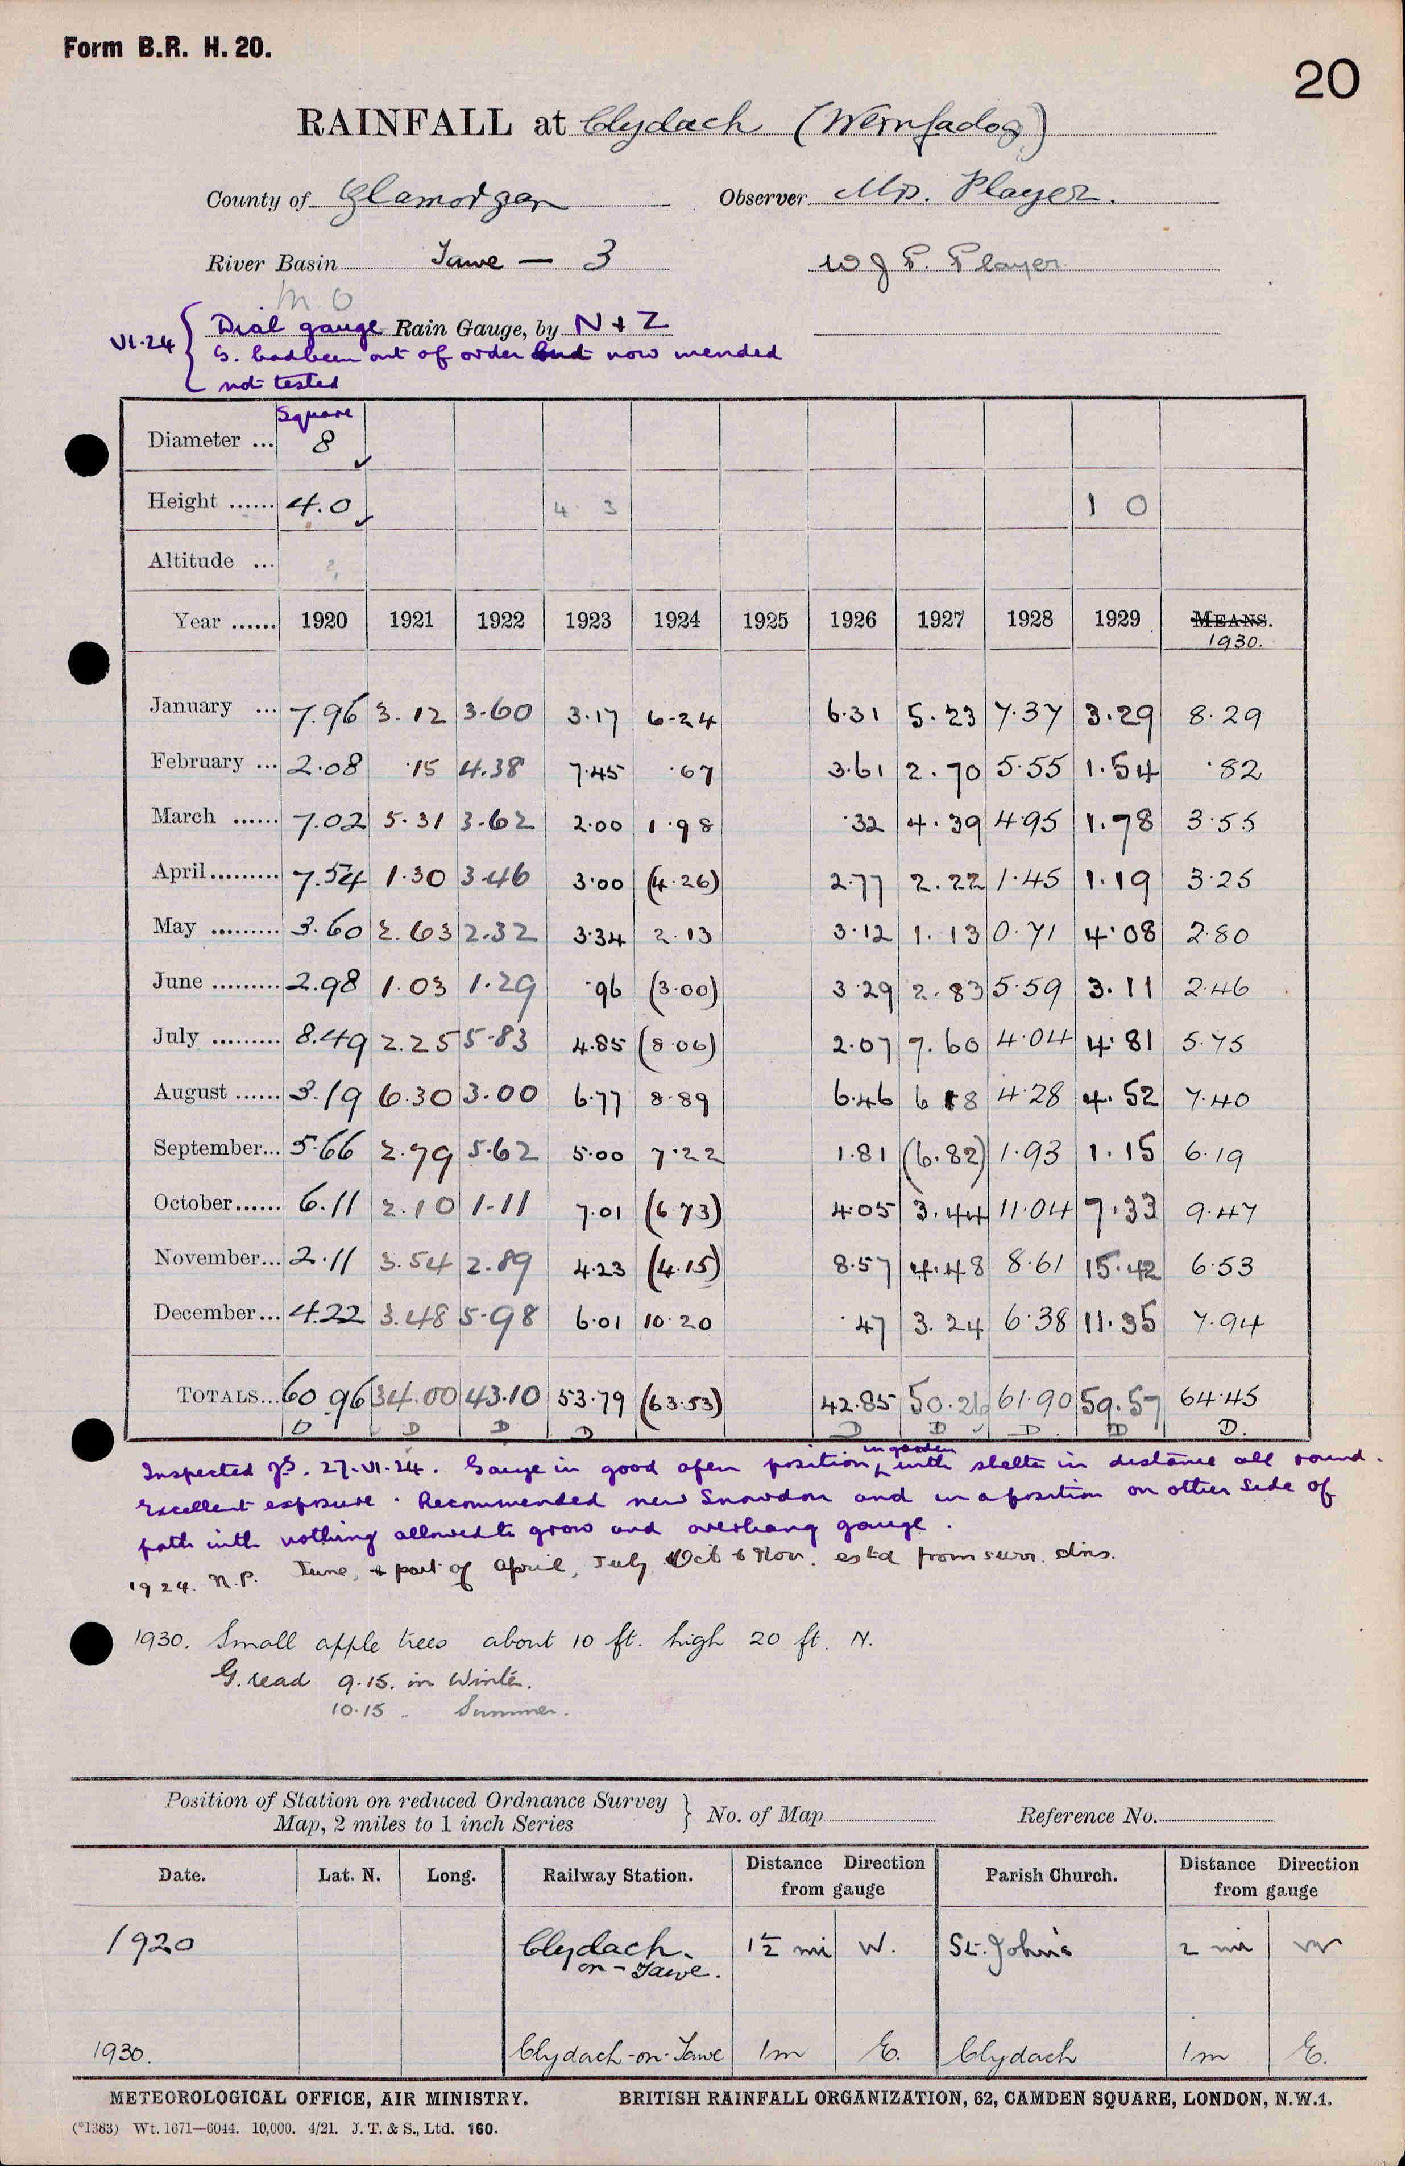 Form B.R. H. 20.
20
RAINFALL at Clydach (Wernfadog)
County of Glamorgan Observer Mrs. Player.
River Basin Tawe — 3 W J P. Player
M O
VI.24 { Dial gauge Rain Gauge, by N + Z
G. had been out of order but now mended
not tested
Square
Diameter ... 8
Height ...... 4.0 4 3 1 0
Altitude ...
Year ...... 1920 1921 1922 1923 1924 1925 1926 1927 1928 1929 MEANS.
1930.
January ... 7.96 3.12 3.60 3.17 6.24 6.31 5.23 7.37 3.29 8.29
February ... 2.08 .15 4.38 7.45 .67 3.61 2.70 5.55 1.54 .82
March ...... 7.02 5.31 3.62 2.00 1.98 .32 4.39 4.95 1.78 3.55
April......... 7.54 1.30 3.46 3.00 (4.26) 2.77 2.22 1.45 1.19 3.25
May ......... 3.60 2.63 2.32 3.34 2.13 3.12 1.13 0.71 4.08 2.80
June ......... 2.98 1.03 1.29 .96 (3.00) 3.29 2.83 5.59 3.11 2.46
July ......... 8.49 2.25 5.83 4.85 (8.06) 2.07 7.60 4.04 4.81 5.75
August ...... 3.19 6.30 3.00 6.77 8.89 6.46 6.18 4.28 4.52 7.40
September... 5.66 2.79 5.62 5.00 7.22 1.81 (6.82) 1.93 1.15 6.19
October...... 6.11 2.10 1.11 7.01 (6.73) 4.05 3.44 11.04 7.33 9.47
November... 2.11 3.54 2.89 4.23 (4.15) 8.57 4.48 8.61 15.42 6.53
December... 4.22 3.48 5.98 6.01 10.20 .47 3.24 6.38 11.35 7.94
TOTALS... 60.96 34.00 43.10 53.79 (63.53) 42.85 50.26 61.90 59.57 64.45
D D D D D D D D D.
Inspected 27.VI.24. Gauge in good open position, in garden with shelter in distance all round.
Excellent exposure. Recommended new Snowdon and in a position on other side of
path with nothing allowed to grow and overhang gauge.
1924. N.P. June, + part of April, July, Oct & Nov. estd from surr. stns.
1930. Small apple trees about 10 ft. high 20 ft. N.
G. read 9.15. in Winter.
10.15 .. Summer.
Position of Station on reduced Ordnance Survey
Map, 2 miles to 1 inch Series } No. of Map Reference No.
Date. Lat. N. Long. Railway Station. Distance Direction from gauge Parish Church. Distance Direction from gauge
1920 Clydach-on-Tawe. 1½ mi W. St. John's 2 mi W
1930. Clydach-on-Tawe 1m E. Clydach 1m E.
METEOROLOGICAL OFFICE, AIR MINISTRY. BRITISH RAINFALL ORGANIZATION, 62, CAMDEN SQUARE, LONDON, N.W.1.
(*1383) Wt. 1671—6044. 10,000. 4/21. J. T. & S., Ltd. 160.